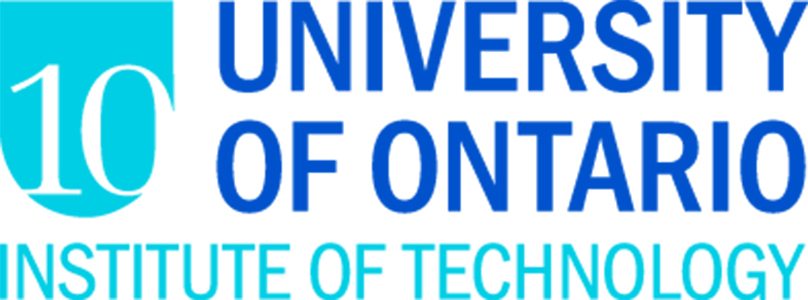 10
UNIVERSITY
OF ONTARIO
INSTITUTE OF TECHNOLOGY